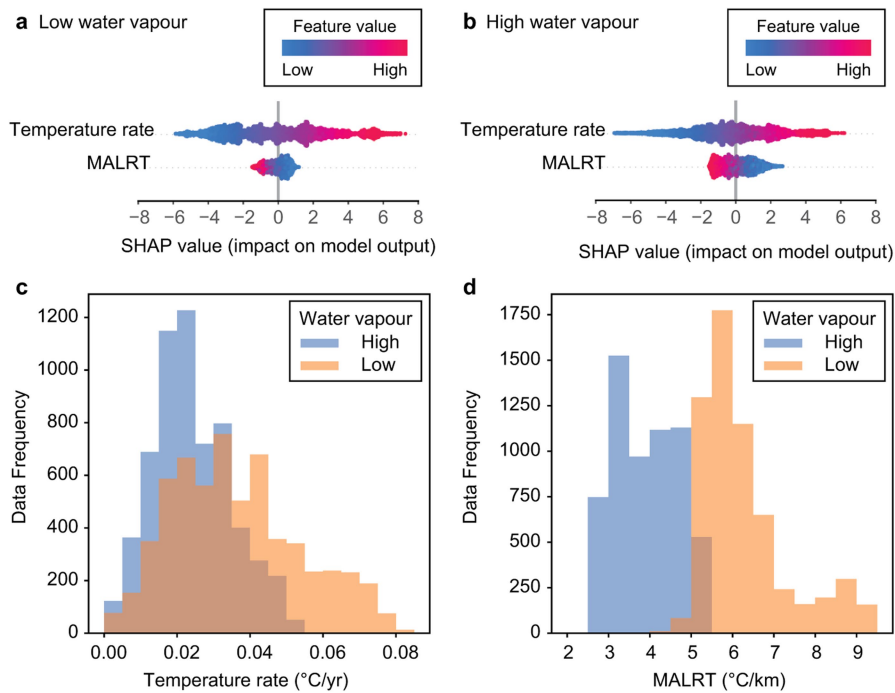 a Low water vapour
Feature value
Low High
Temperature rate
MALRT
−8 −6 −4 −2 0 2 4 6 8
SHAP value (impact on model output)
b High water vapour
Feature value
Low High
Temperature rate
MALRT
−8 −6 −4 −2 0 2 4 6 8
SHAP value (impact on model output)
c
Water vapour
High
Low
1200
1000
800
600
400
200
0
Data Frequency
0.00 0.02 0.04 0.06 0.08
Temperature rate (°C/yr)
d
Water vapour
High
Low
1750
1500
1250
1000
750
500
250
0
Data Frequency
2 3 4 5 6 7 8 9
MALRT (°C/km)